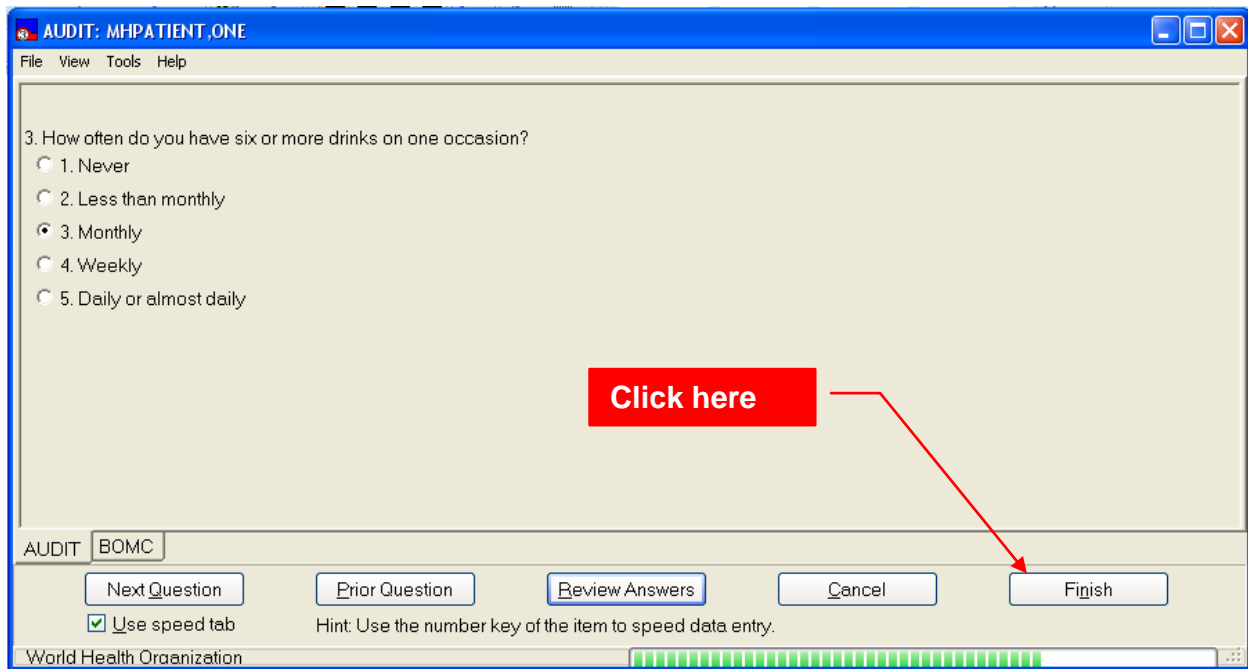 AUDIT: MHPATIENT,ONE
File View Tools Help
3. How often do you have six or more drinks on one occasion?
1. Never
2. Less than monthly
3. Monthly
4. Weekly
5. Daily or almost daily
Click here
AUDIT BOMC
Next Question Prior Question Review Answers Cancel Finish
Use speed tab Hint: Use the number key of the item to speed data entry.
World Health Organization